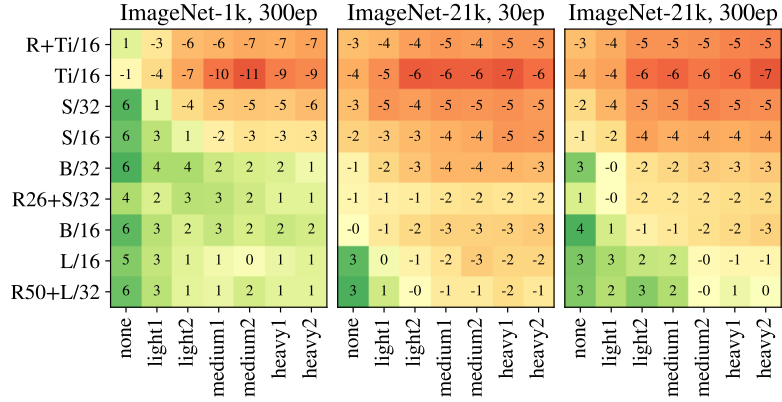 ImageNet-1k, 300ep ImageNet-21k, 30ep ImageNet-21k, 300ep
R+Ti/16 1 -3 -6 -6 -7 -7 -7 -3 -4 -4 -5 -4 -5 -5 -3 -4 -5 -5 -5 -5 -5
Ti/16 -1 -4 -7 -10 -11 -9 -9 -4 -5 -6 -6 -6 -7 -6 -4 -4 -6 -6 -6 -6 -7
S/32 6 1 -4 -5 -5 -5 -6 -3 -5 -4 -5 -5 -5 -5 -2 -4 -5 -5 -5 -5 -5
S/16 6 3 1 -2 -3 -3 -3 -2 -3 -3 -4 -4 -5 -5 -1 -2 -4 -4 -4 -4 -4
B/32 6 4 4 2 2 2 1 -1 -2 -3 -4 -4 -4 -3 3 -0 -2 -2 -3 -3 -3
R26+S/32 4 2 3 3 2 1 1 -1 -1 -1 -2 -2 -2 -2 1 -0 -2 -2 -2 -2 -2
B/16 6 3 2 3 2 2 2 -0 -1 -2 -3 -3 -3 -3 4 1 -1 -1 -2 -2 -3
L/16 5 3 1 1 0 1 1 3 0 -1 -2 -3 -2 -2 3 3 2 2 -0 -1 -1
R50+L/32 6 3 1 1 2 1 1 3 1 -0 -1 -1 -2 -1 3 2 3 2 -0 1 0
none light1 light2 medium1 medium2 heavy1 heavy2 none light1 light2 medium1 medium2 heavy1 heavy2 none light1 light2 medium1 medium2 heavy1 heavy2